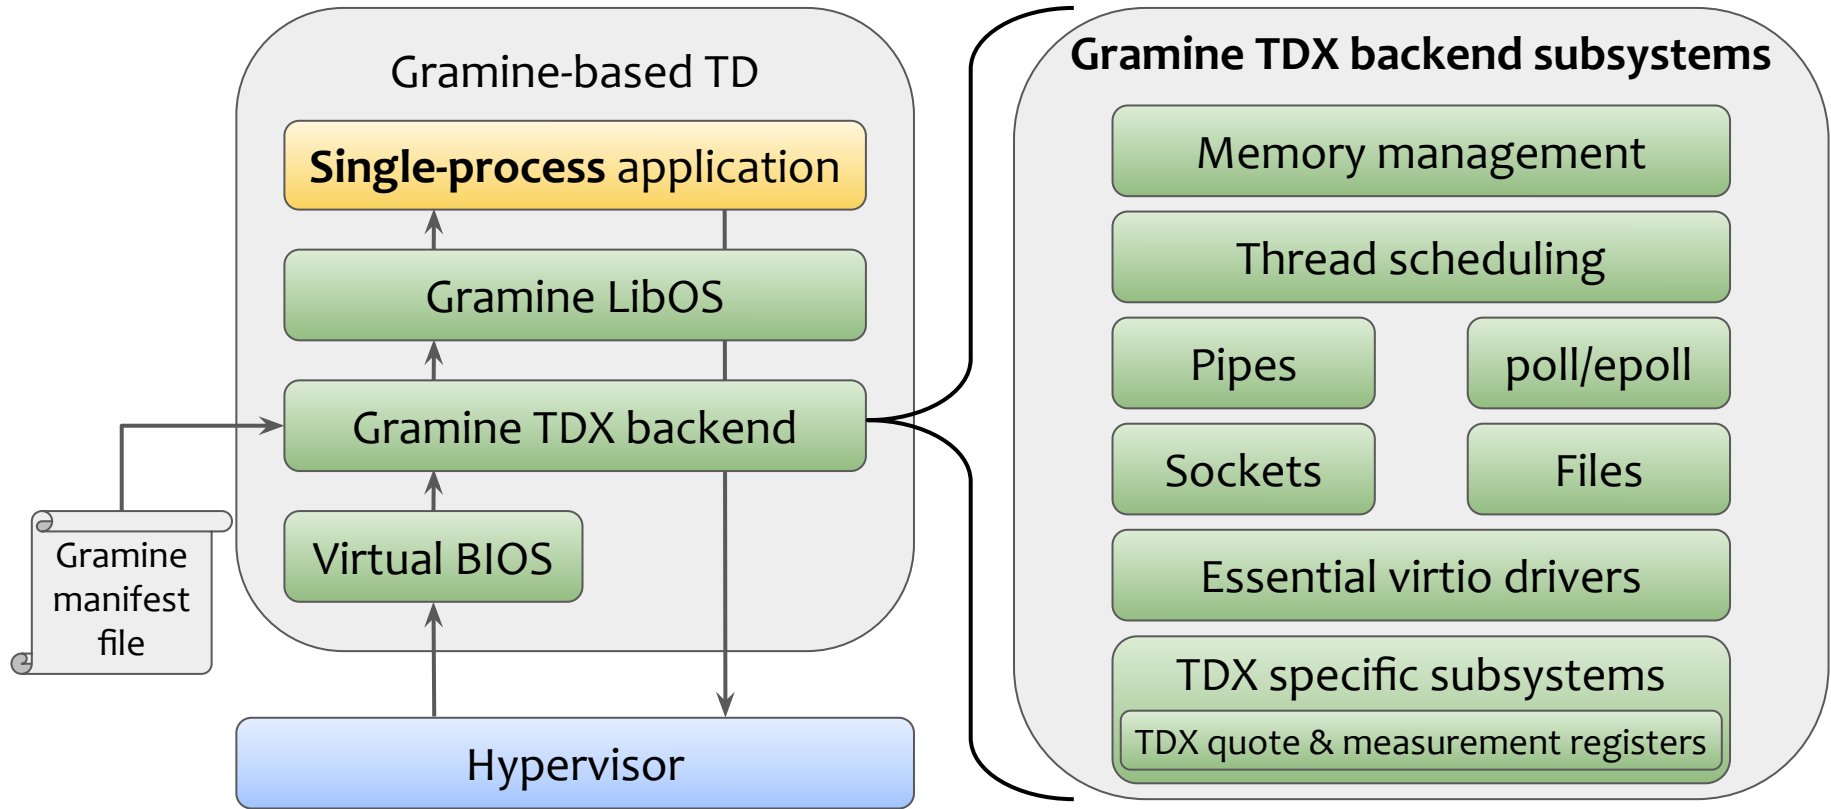 Gramine-based TD
Single-process application
Gramine LibOS
Gramine TDX backend
Virtual BIOS
Gramine
manifest
file
Hypervisor
Gramine TDX backend subsystems
Memory management
Thread scheduling
Pipes
poll/epoll
Sockets
Files
Essential virtio drivers
TDX specific subsystems
TDX quote & measurement registers